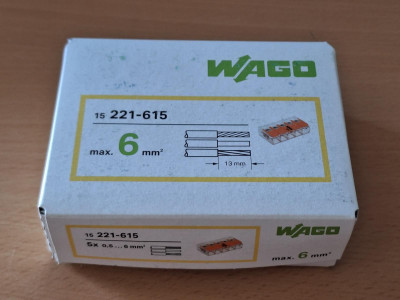 WAGO
15 221-615
max. 6 mm²
13 mm
15 221-615
WAGO
5x 0,5 ... 6 mm²
max. 6 mm²